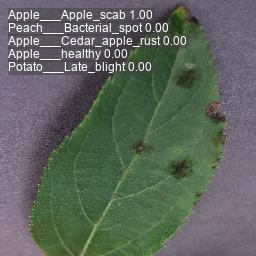 Apple___Apple_scab 1.00
Peach___Bacterial_spot 0.00
Apple___Cedar_apple_rust 0.00
Apple___healthy 0.00
Potato___Late_blight 0.00